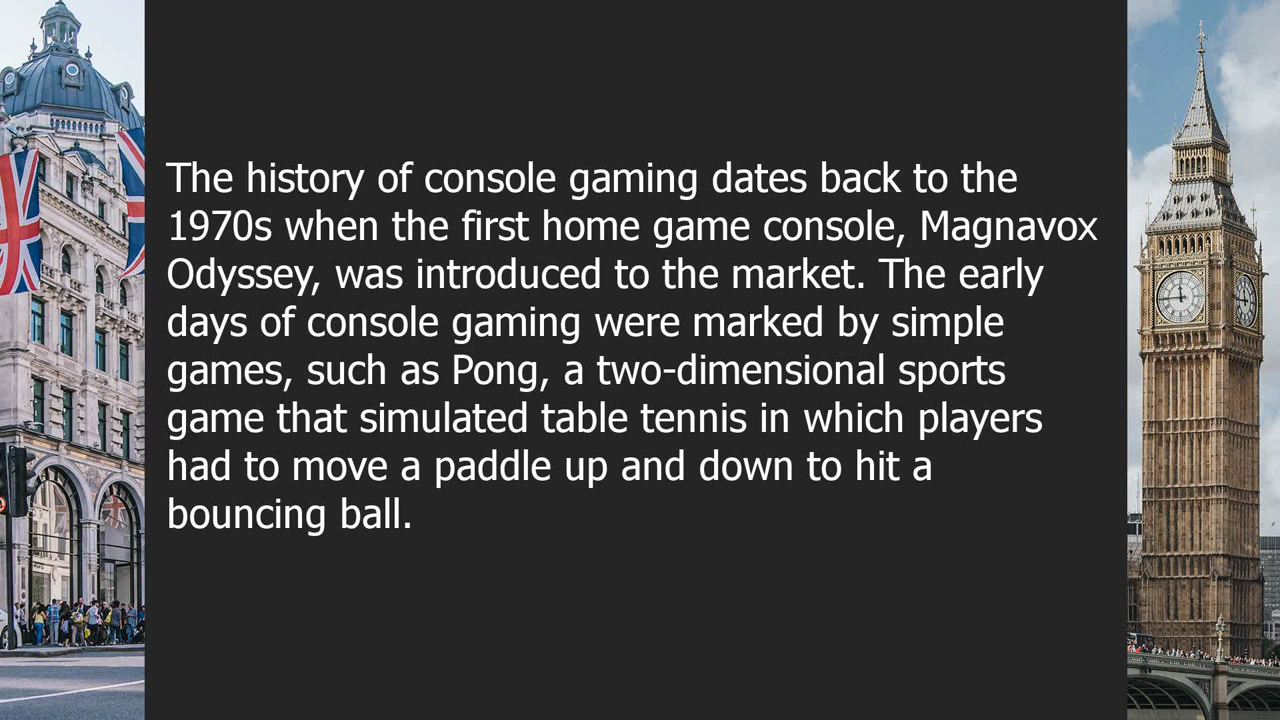 The history of console gaming dates back to the
1970s when the first home game console, Magnavox
Odyssey, was introduced to the market. The early
days of console gaming were marked by simple
games, such as Pong, a two-dimensional sports
game that simulated table tennis in which players
had to move a paddle up and down to hit a
bouncing ball.